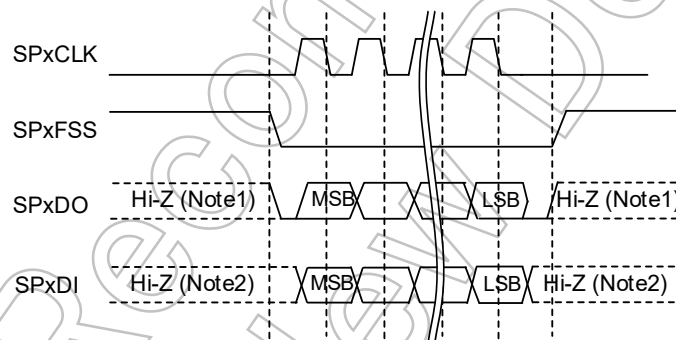 SPxCLK
SPxFSS
SPxDO Hi-Z (Note1) MSB LSB Hi-Z (Note1)
SPxDI Hi-Z (Note2) MSB LSB Hi-Z (Note2)